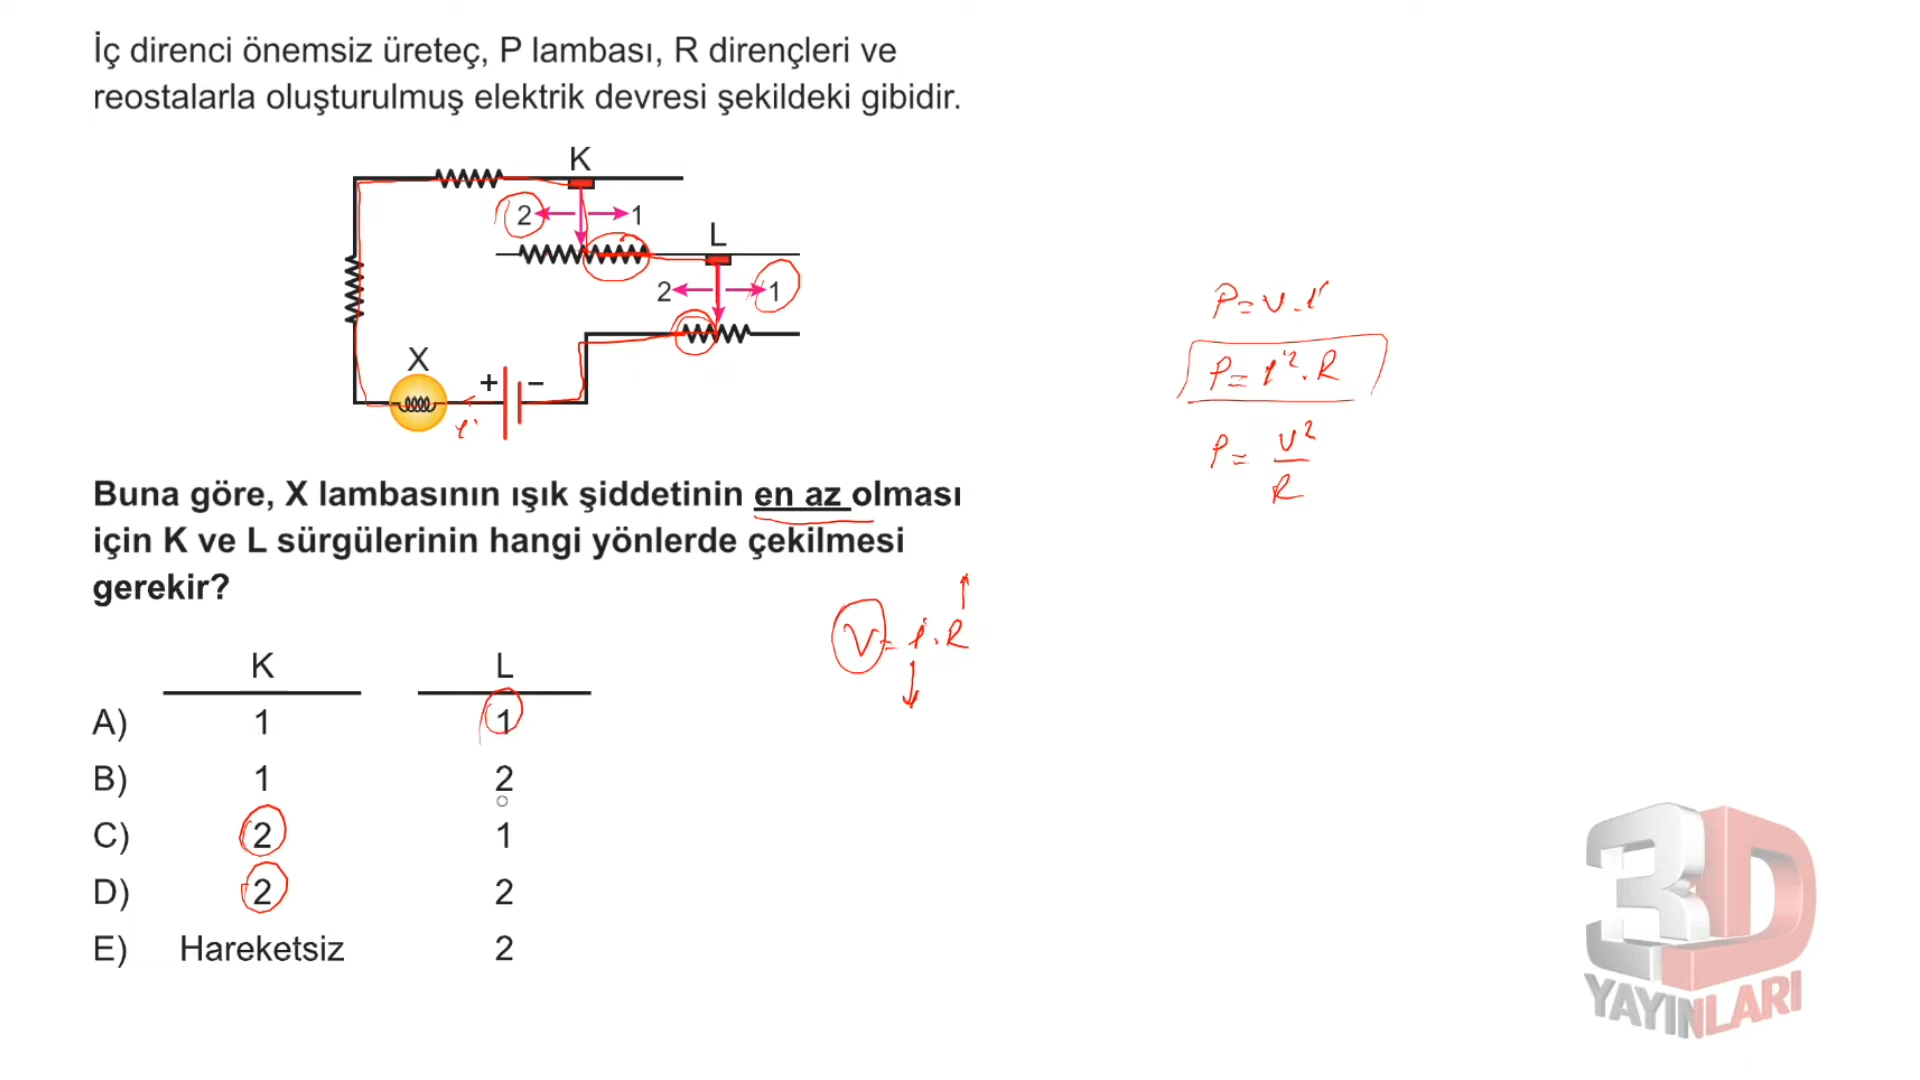 İç direnci önemsiz üreteç, P lambası, R dirençleri ve
reostalarla oluşturulmuş elektrik devresi şekildeki gibidir.
K
2 1
L
2 1
X
+ −
i
P = V.i
P = i². R
P = V²
R
Buna göre, X lambasının ışık şiddetinin en az olması
için K ve L sürgülerinin hangi yönlerde çekilmesi
gerekir?
V = i.R
K L
A) 1 1
B) 1 2
C) 2 1
D) 2 2
E) Hareketsiz 2
3D
YAYINLARI